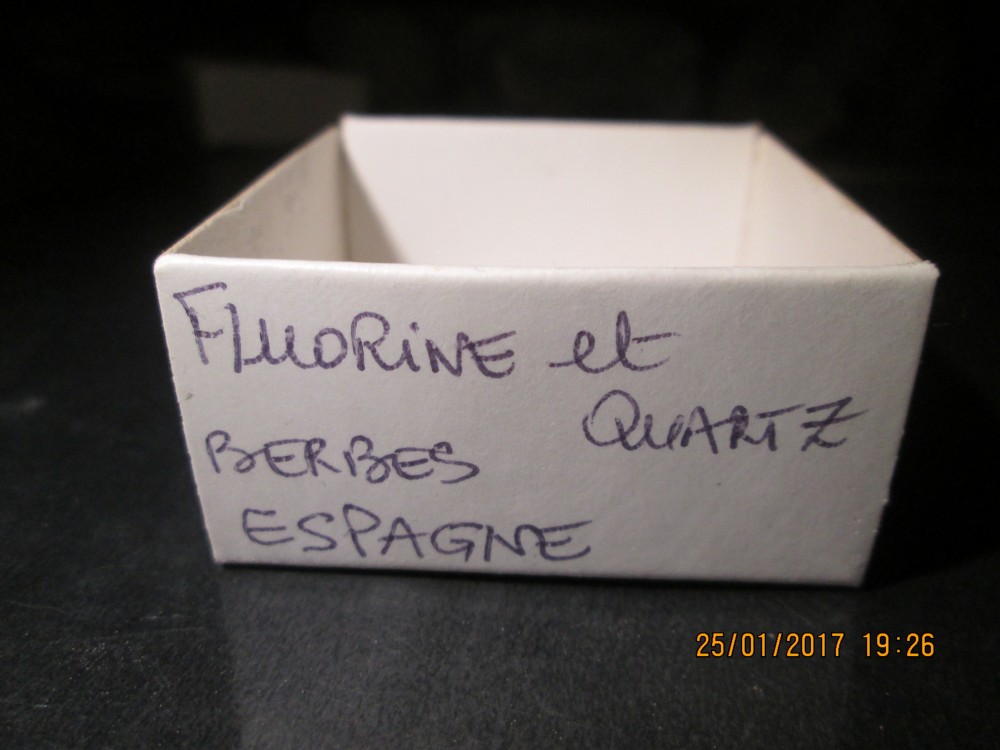 FLUORINE et
QUARTZ
BERBES
ESPAGNE
25/01/2017 19:26